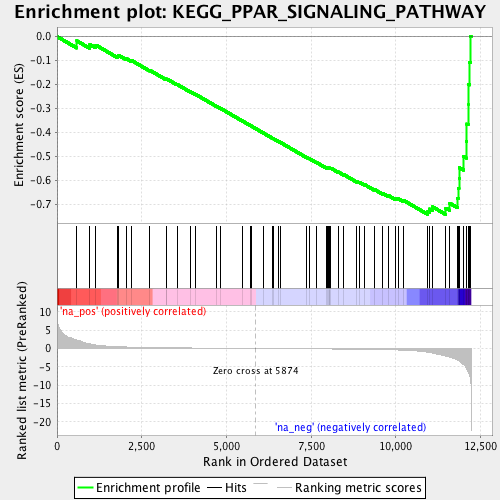 Enrichment plot: KEGG_PPAR_SIGNALING_PATHWAY
Enrichment score (ES)
0.0
-0.1
-0.2
-0.3
-0.4
-0.5
-0.6
-0.7
'na_pos' (positively correlated)
Ranked list metric (PreRanked)
10
5
0
-5
-10
-15
-20
Zero cross at 5874
'na_neg' (negatively correlated)
0
2,500
5,000
7,500
10,000
12,500
Rank in Ordered Dataset
Enrichment profile
Hits
Ranking metric scores